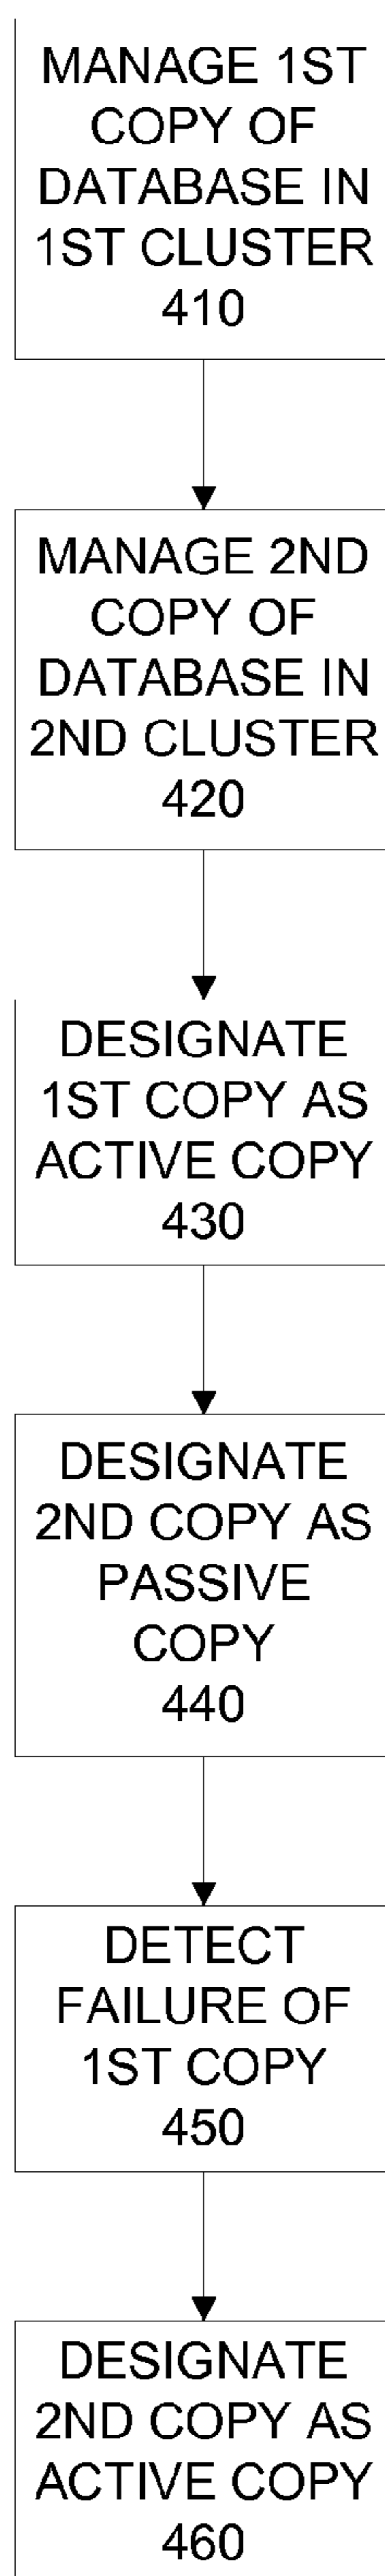 MANAGE 1ST
COPY OF
DATABASE IN
1ST CLUSTER
410
MANAGE 2ND
COPY OF
DATABASE IN
2ND CLUSTER
420
DESIGNATE
1ST COPY AS
ACTIVE COPY
430
DESIGNATE
2ND COPY AS
PASSIVE
COPY
440
DETECT
FAILURE OF
1ST COPY
450
DESIGNATE
2ND COPY AS
ACTIVE COPY
460